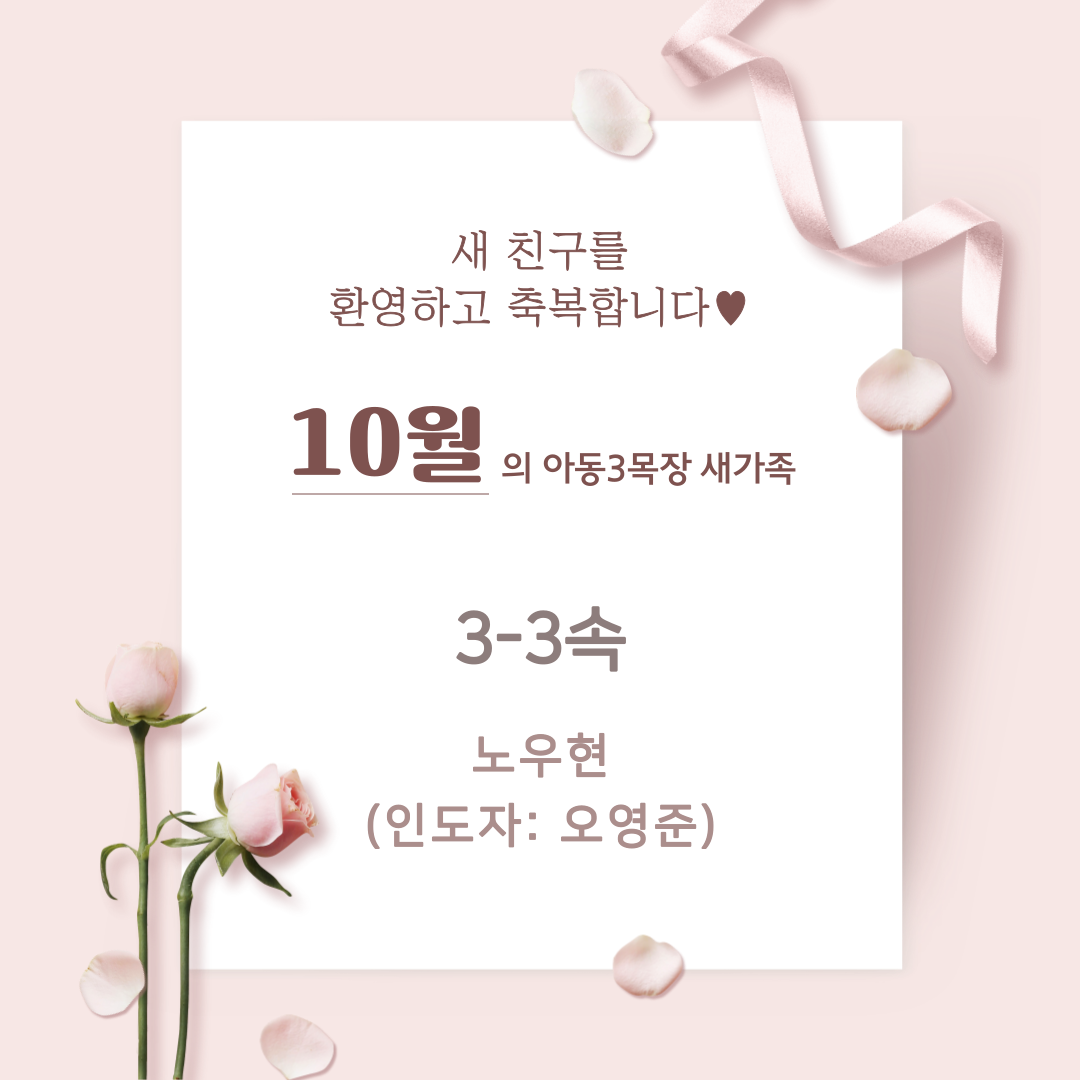 새 친구를
환영하고 축복합니다♥
10월 의 아동3목장 새가족
3-3속
노우현
(인도자: 오영준)